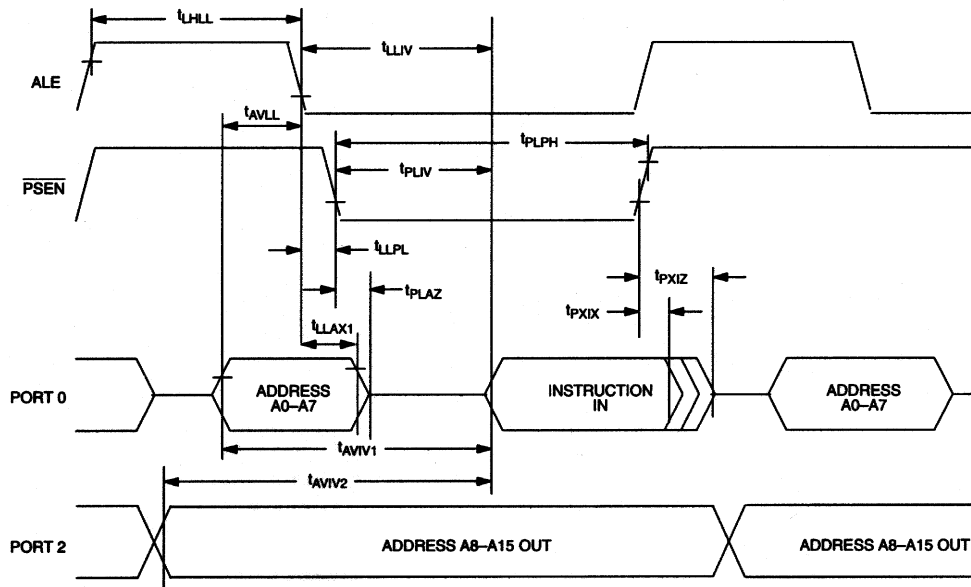 tLHLL
tLLIV
ALE
tAVLL
tPLPH
PSEN
tPLIV
tLLPL
tPXIZ
tPLAZ
tPXIX
tLLAX1
PORT 0
ADDRESS
A0–A7
INSTRUCTION
IN
ADDRESS
A0–A7
tAVIV1
tAVIV2
PORT 2
ADDRESS A8–A15 OUT
ADDRESS A8–A15 OUT